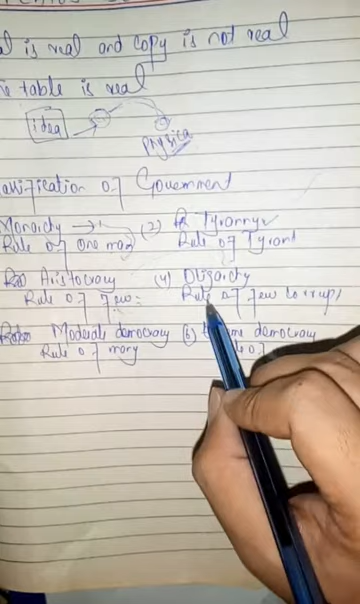 is real and copy is not real
table is real
idea
physica
Classification of Government
Monarchy → (2) Tyranny
Rule of one man Rule of Tyrant
Aristocracy (4) Oligarchy
Rule of few Rule of few corrupt
Moderate democracy (6) democracy
Rule of many